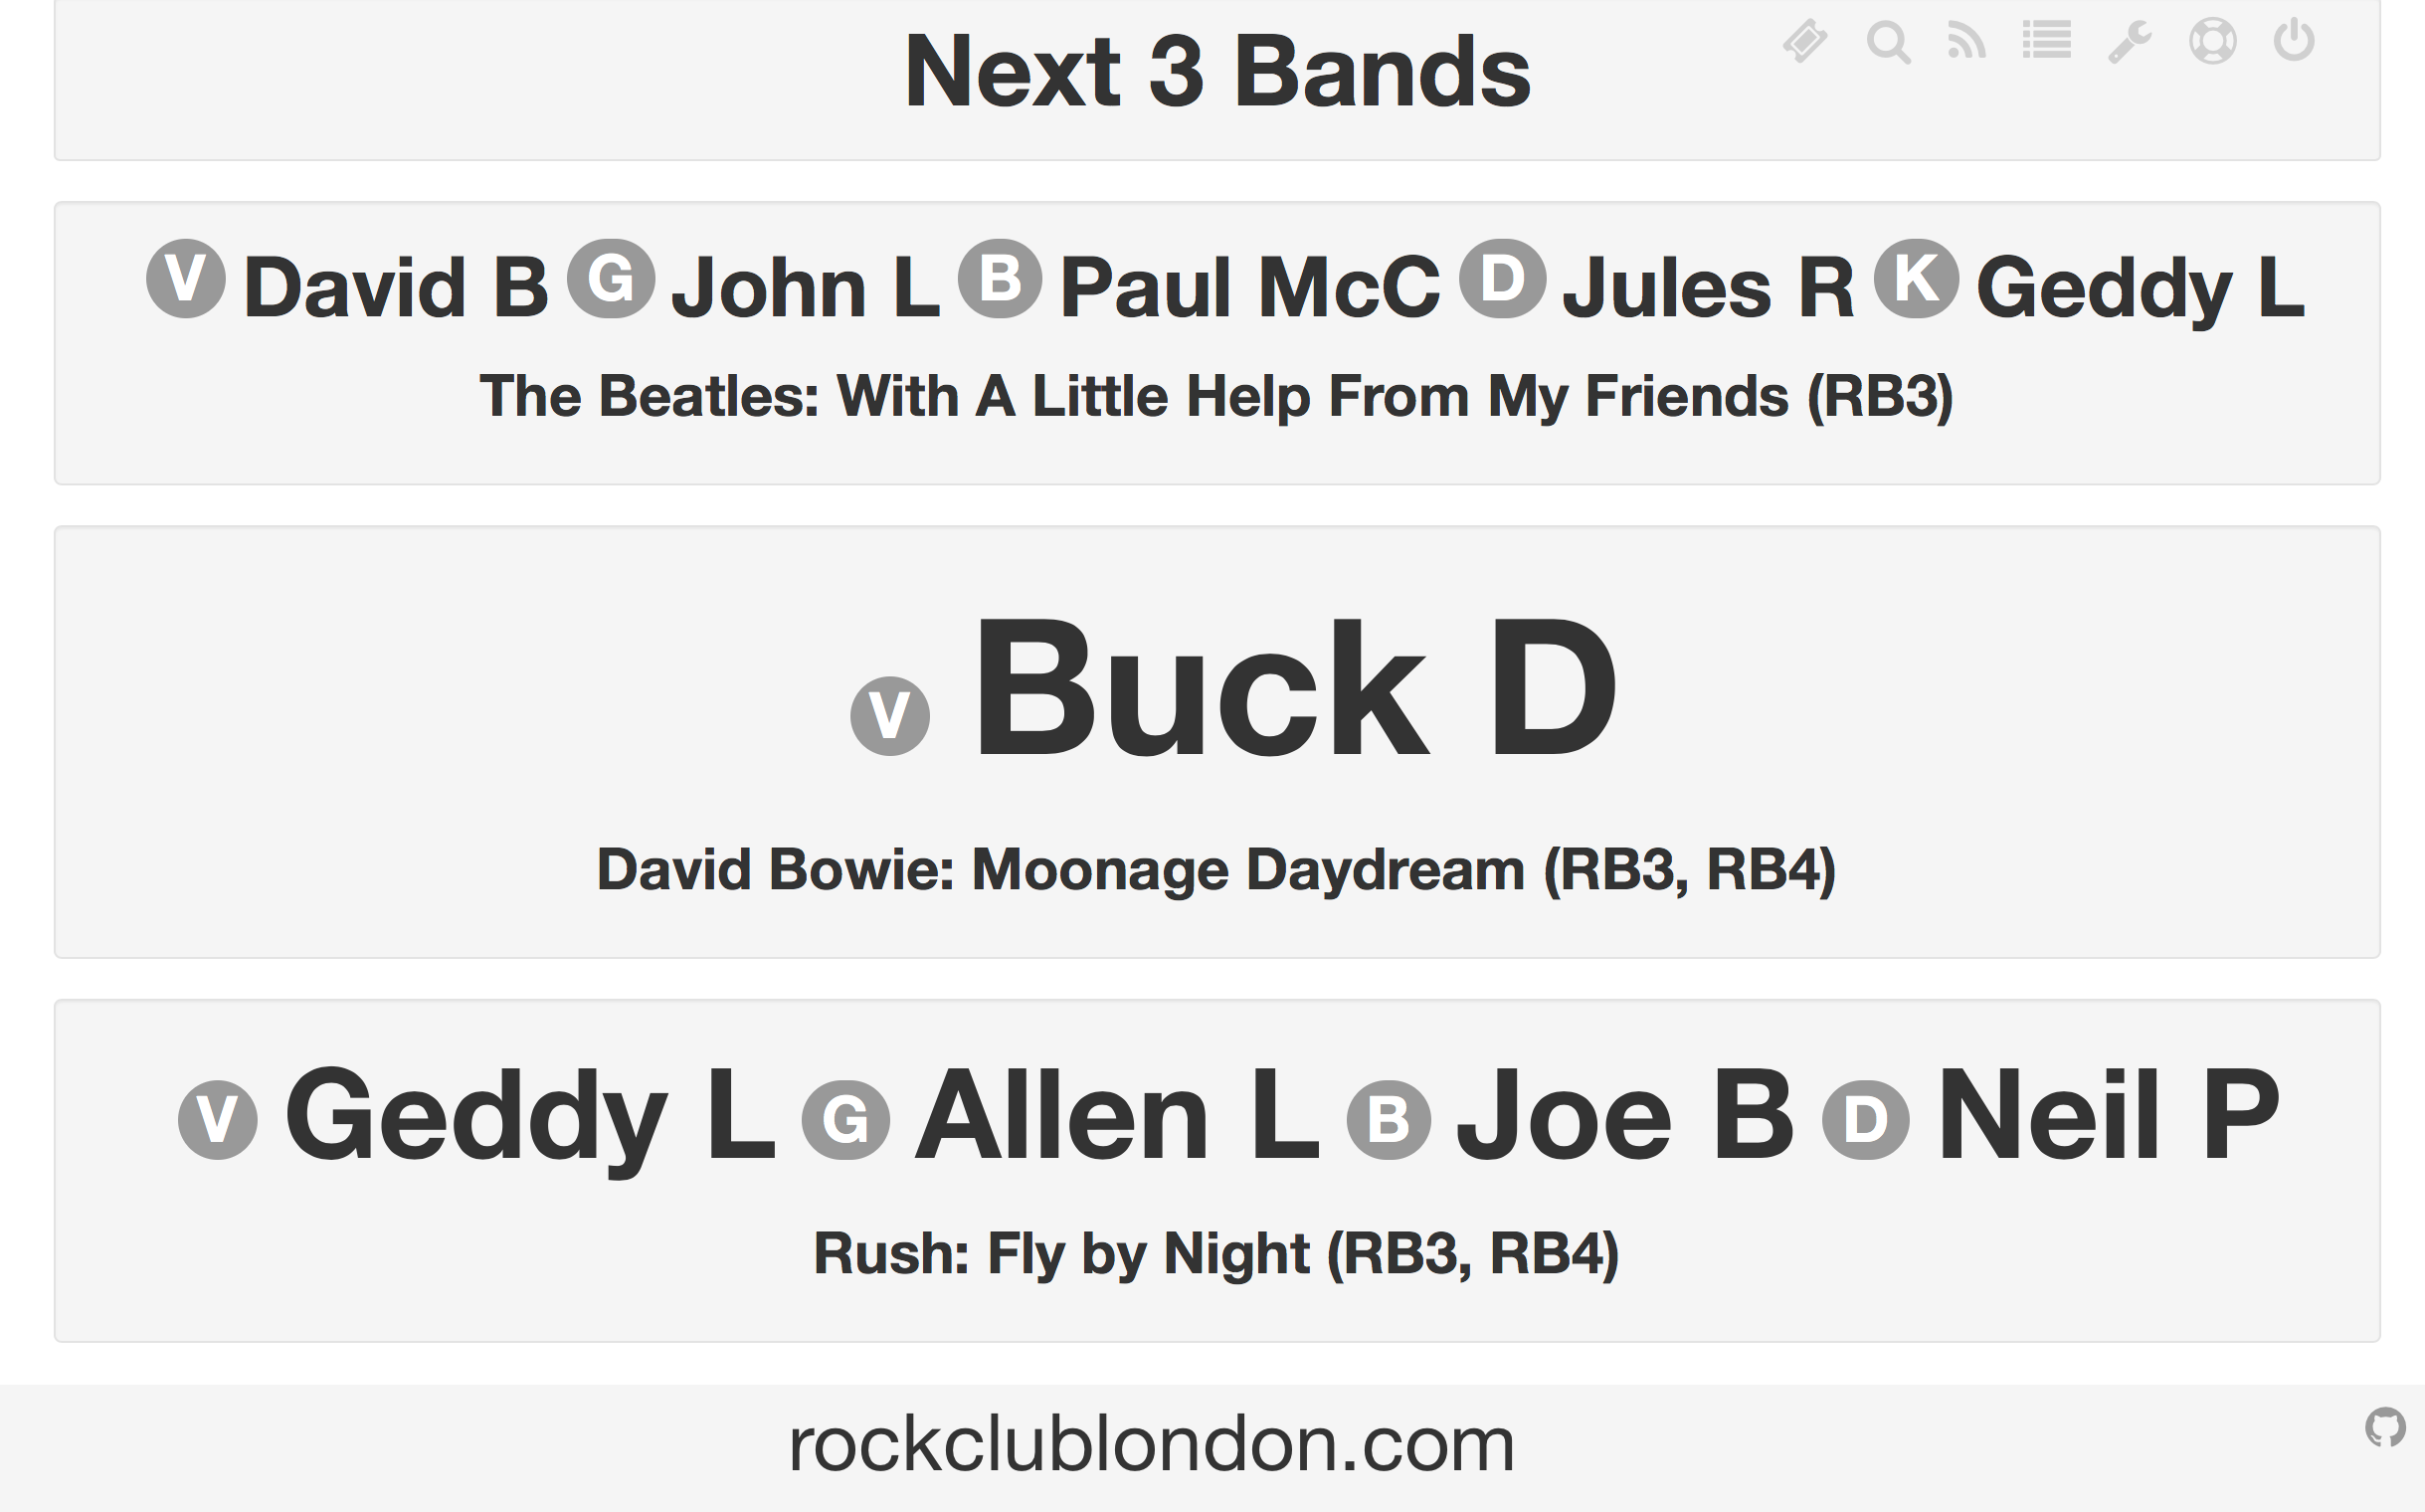 Next 3 Bands
V David B G John L B Paul McC D Jules R K Geddy L
The Beatles: With A Little Help From My Friends (RB3)
V Buck D
David Bowie: Moonage Daydream (RB3, RB4)
V Geddy L G Allen L B Joe B D Neil P
Rush: Fly by Night (RB3, RB4)
rockclublondon.com